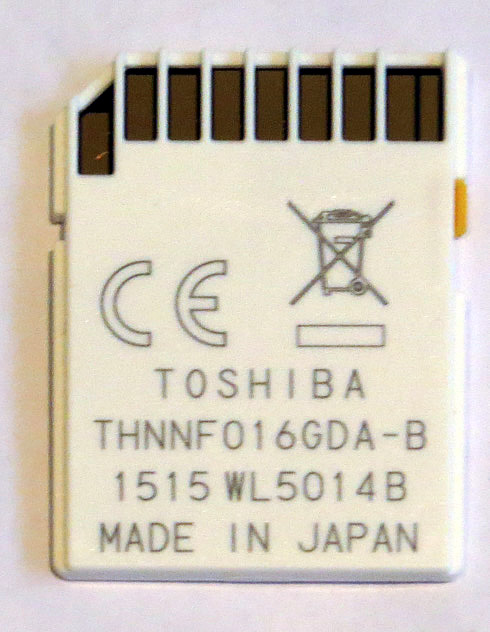 CE
TOSHIBA
THNNF016GDA-B
1515 WL5014B
MADE IN JAPAN